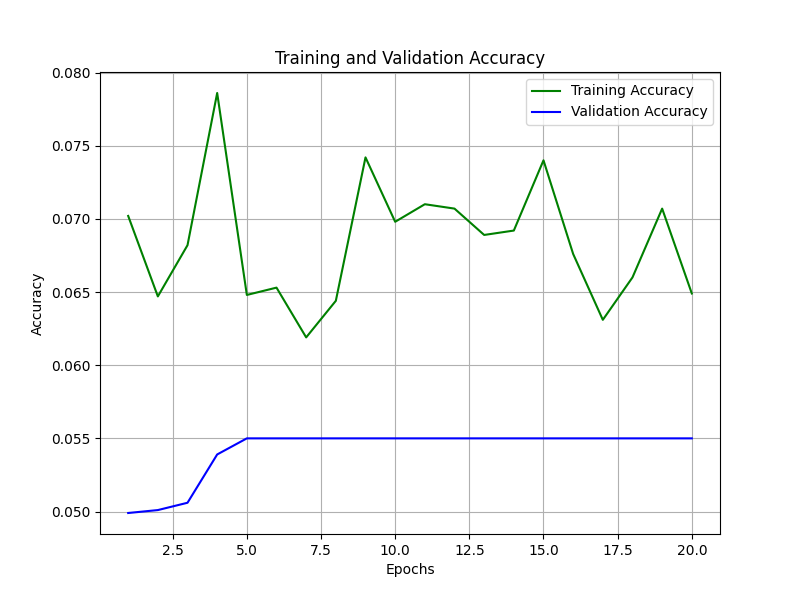 Training and Validation Accuracy
Training Accuracy
Validation Accuracy
0.080
0.075
0.070
0.065
0.060
0.055
0.050
Accuracy
2.5 5.0 7.5 10.0 12.5 15.0 17.5 20.0
Epochs